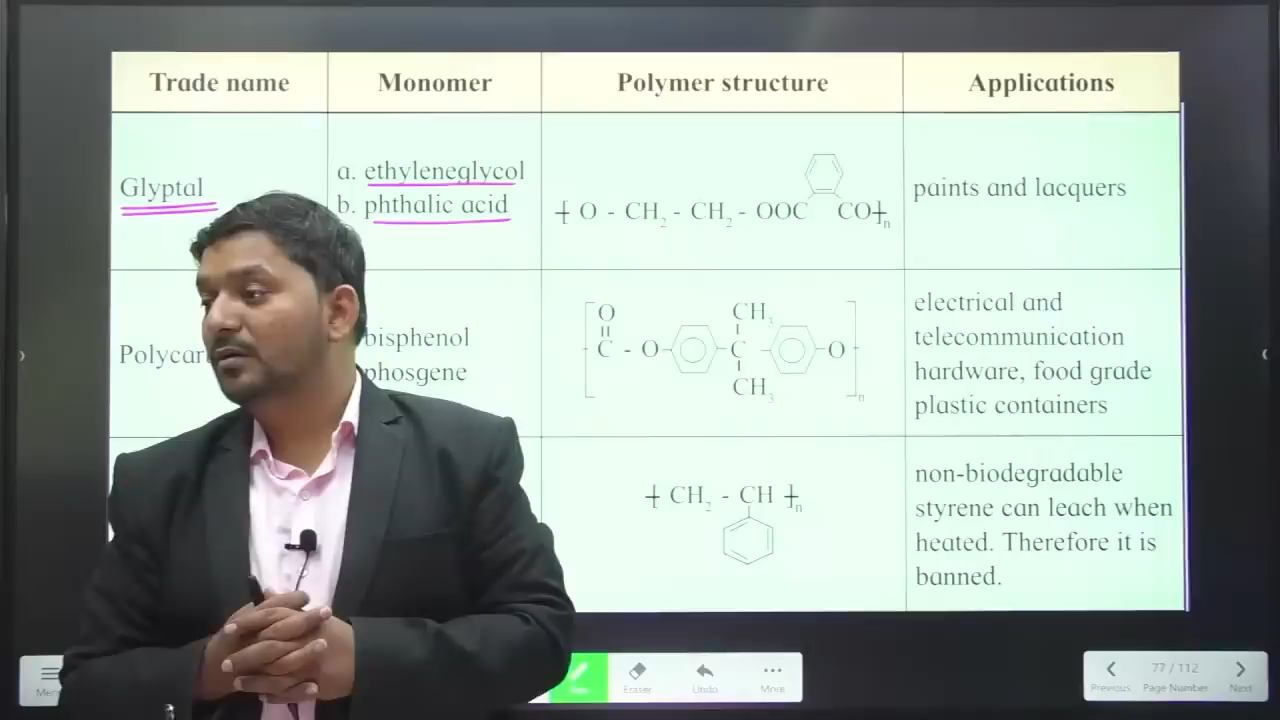 Trade name
Monomer
Polymer structure
Applications
Glyptal
a. ethyleneglycol
b. phthalic acid
[ O - CH₂ - CH₂ - OOC CO ]n
paints and lacquers
bisphenol
phosgene
O
C - O
CH₃
C
CH₃
O
n
electrical and
telecommunication
hardware, food grade
plastic containers
[ CH₂ - CH ]n
non-biodegradable
styrene can leach when
heated. Therefore it is
banned.
Eraser
Undo
More
Previous
77 / 112
Page Number
Next